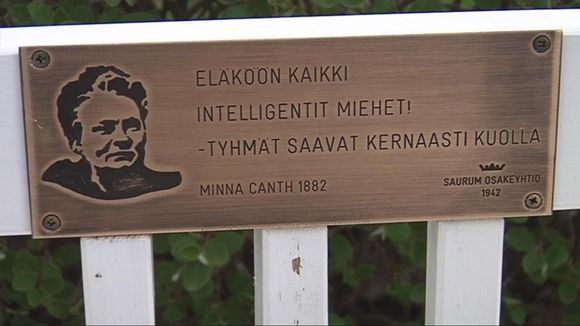 ELÄKÖÖN KAIKKI
INTELLIGENTIT MIEHET!
-TYHMÄT SAAVAT KERNAASTI KUOLLA
MINNA CANTH 1882
SAURUM OSAKEYHTIÖ
1942